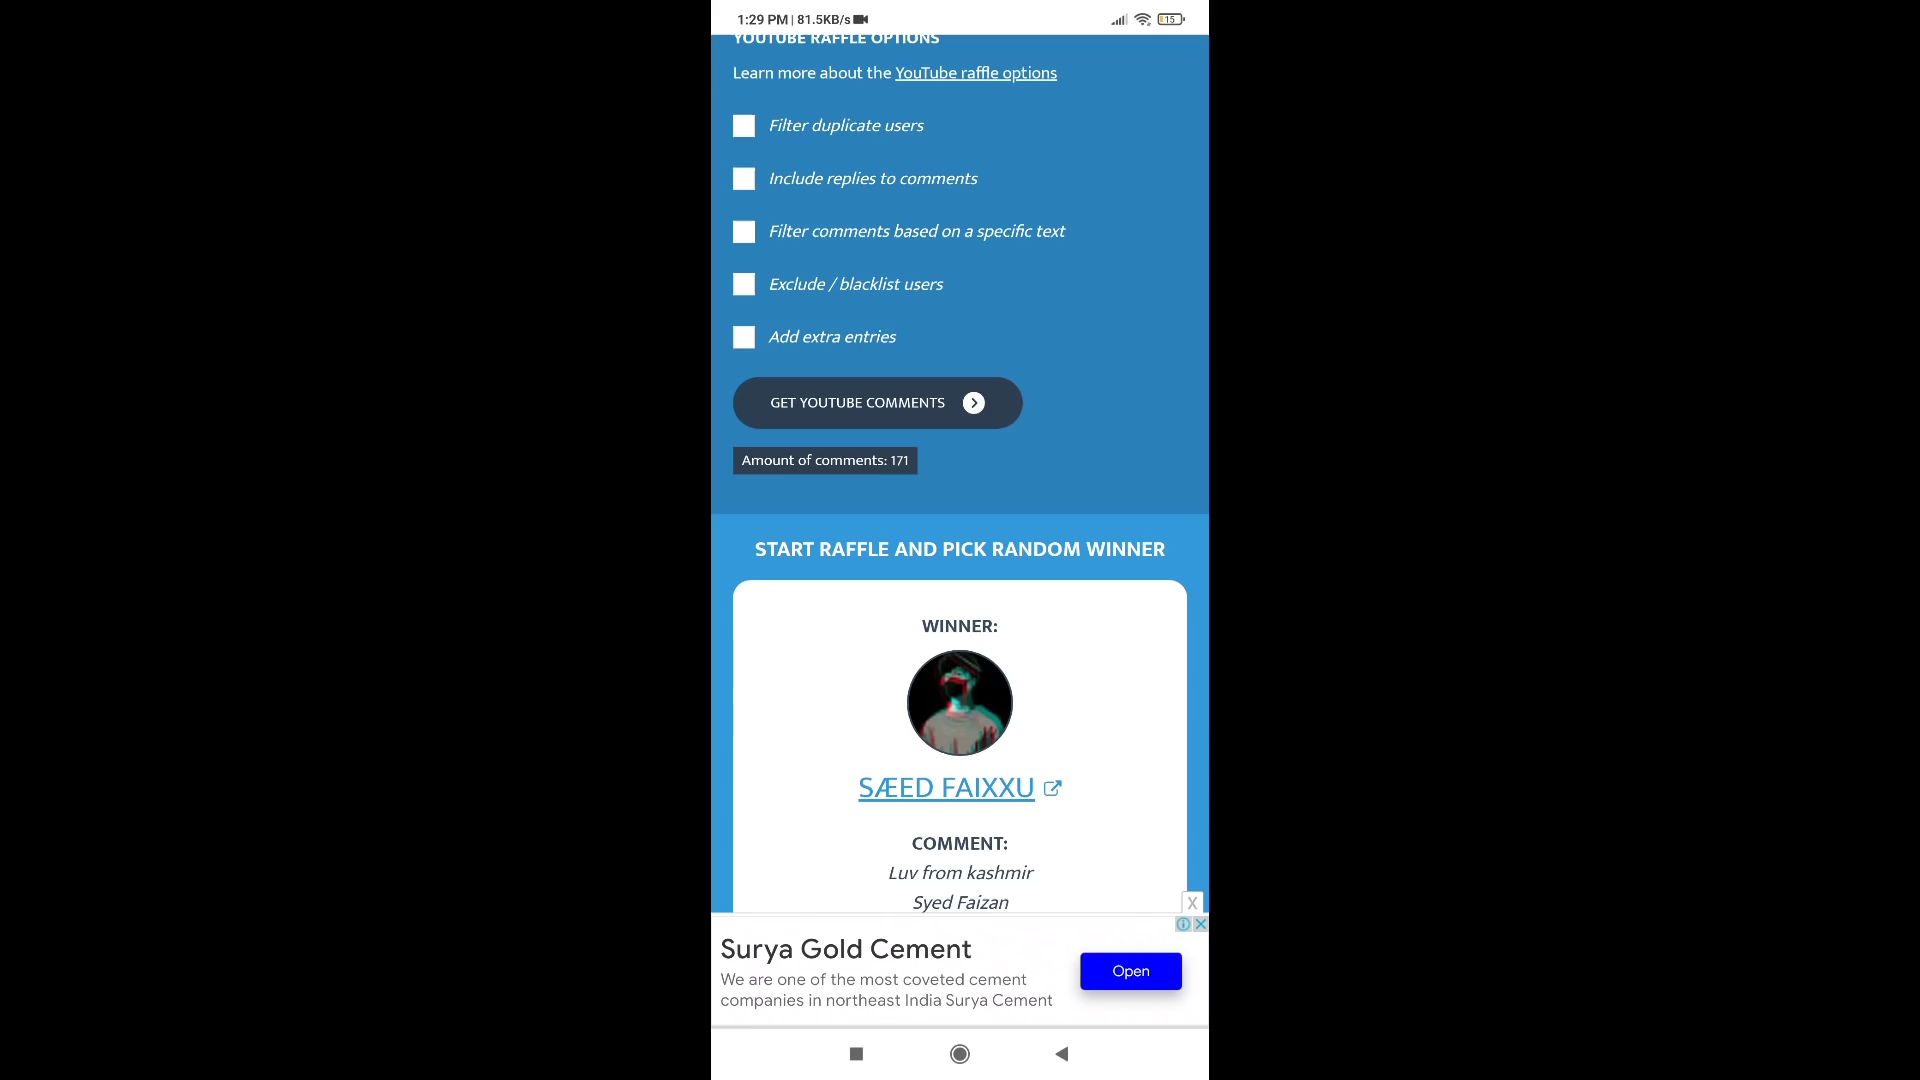 1:29 PM | 81.5KB/s
15
YOUTUBE RAFFLE OPTIONS
Learn more about the YouTube raffle options
Filter duplicate users
Include replies to comments
Filter comments based on a specific text
Exclude / blacklist users
Add extra entries
GET YOUTUBE COMMENTS
Amount of comments: 171
START RAFFLE AND PICK RANDOM WINNER
WINNER:
SÆED FAIXXU
COMMENT:
Luv from kashmir
Syed Faizan
X
Surya Gold Cement
We are one of the most coveted cement
companies in northeast India Surya Cement
Open